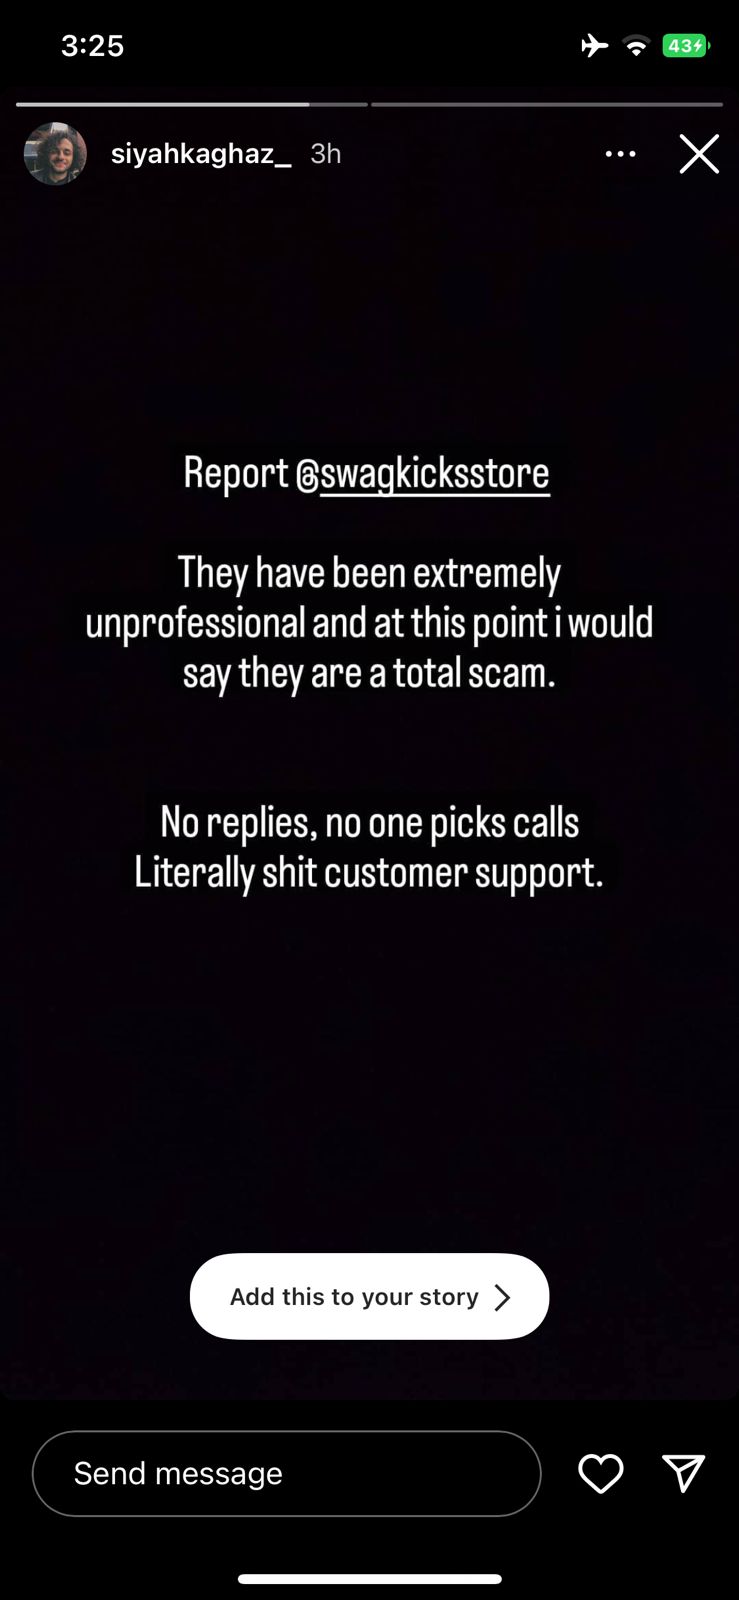 3:25
43
siyahkaghaz_ 3h
Report @swagkicksstore
They have been extremely
unprofessional and at this point i would
say they are a total scam.
No replies, no one picks calls
Literally shit customer support.
Add this to your story
Send message